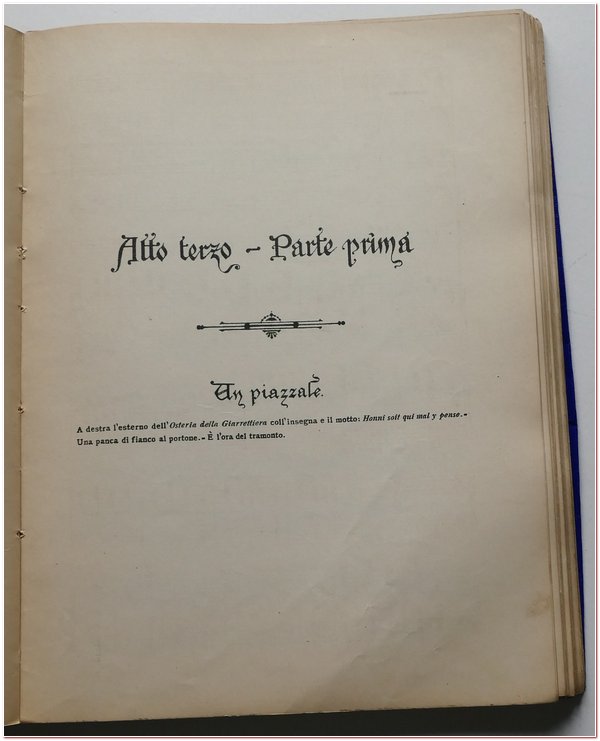 Atto terzo - Parte prima
Un piazzale.
A destra l'esterno dell'Osteria della Giarrettiera coll'insegna e il motto: Honni soit qui mal y pense.-
Una panca di fianco al portone.- È l'ora del tramonto.